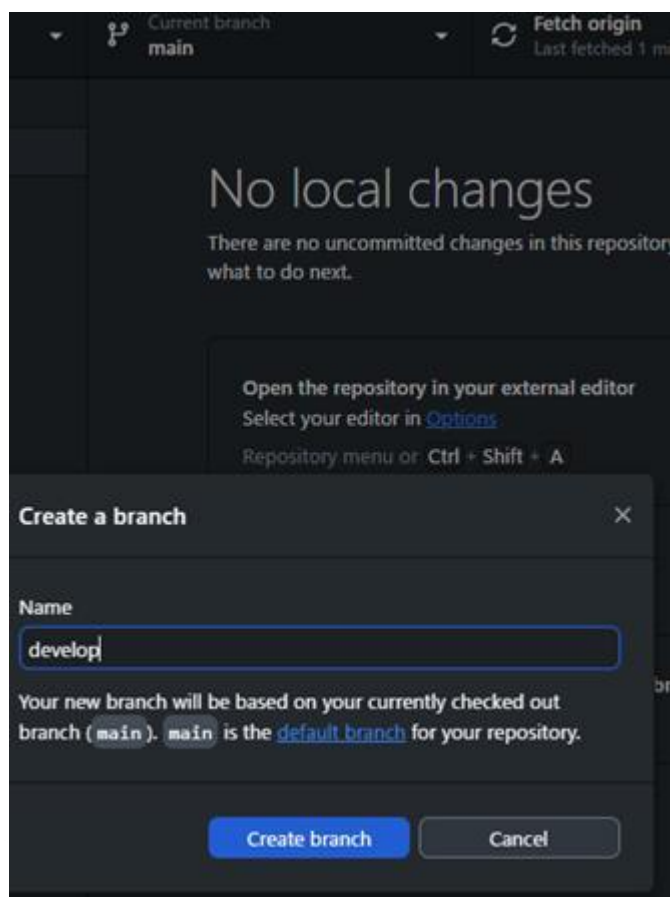 Current branch
main
Fetch origin
Last fetched 1
No local changes
There are no uncommitted changes in this repository
what to do next.
Open the repository in your external editor
Select your editor in Options
Repository menu or Ctrl + Shift + A
Create a branch
Name
develop
Your new branch will be based on your currently checked out
branch (main). main is the default branch for your repository.
Create branch
Cancel